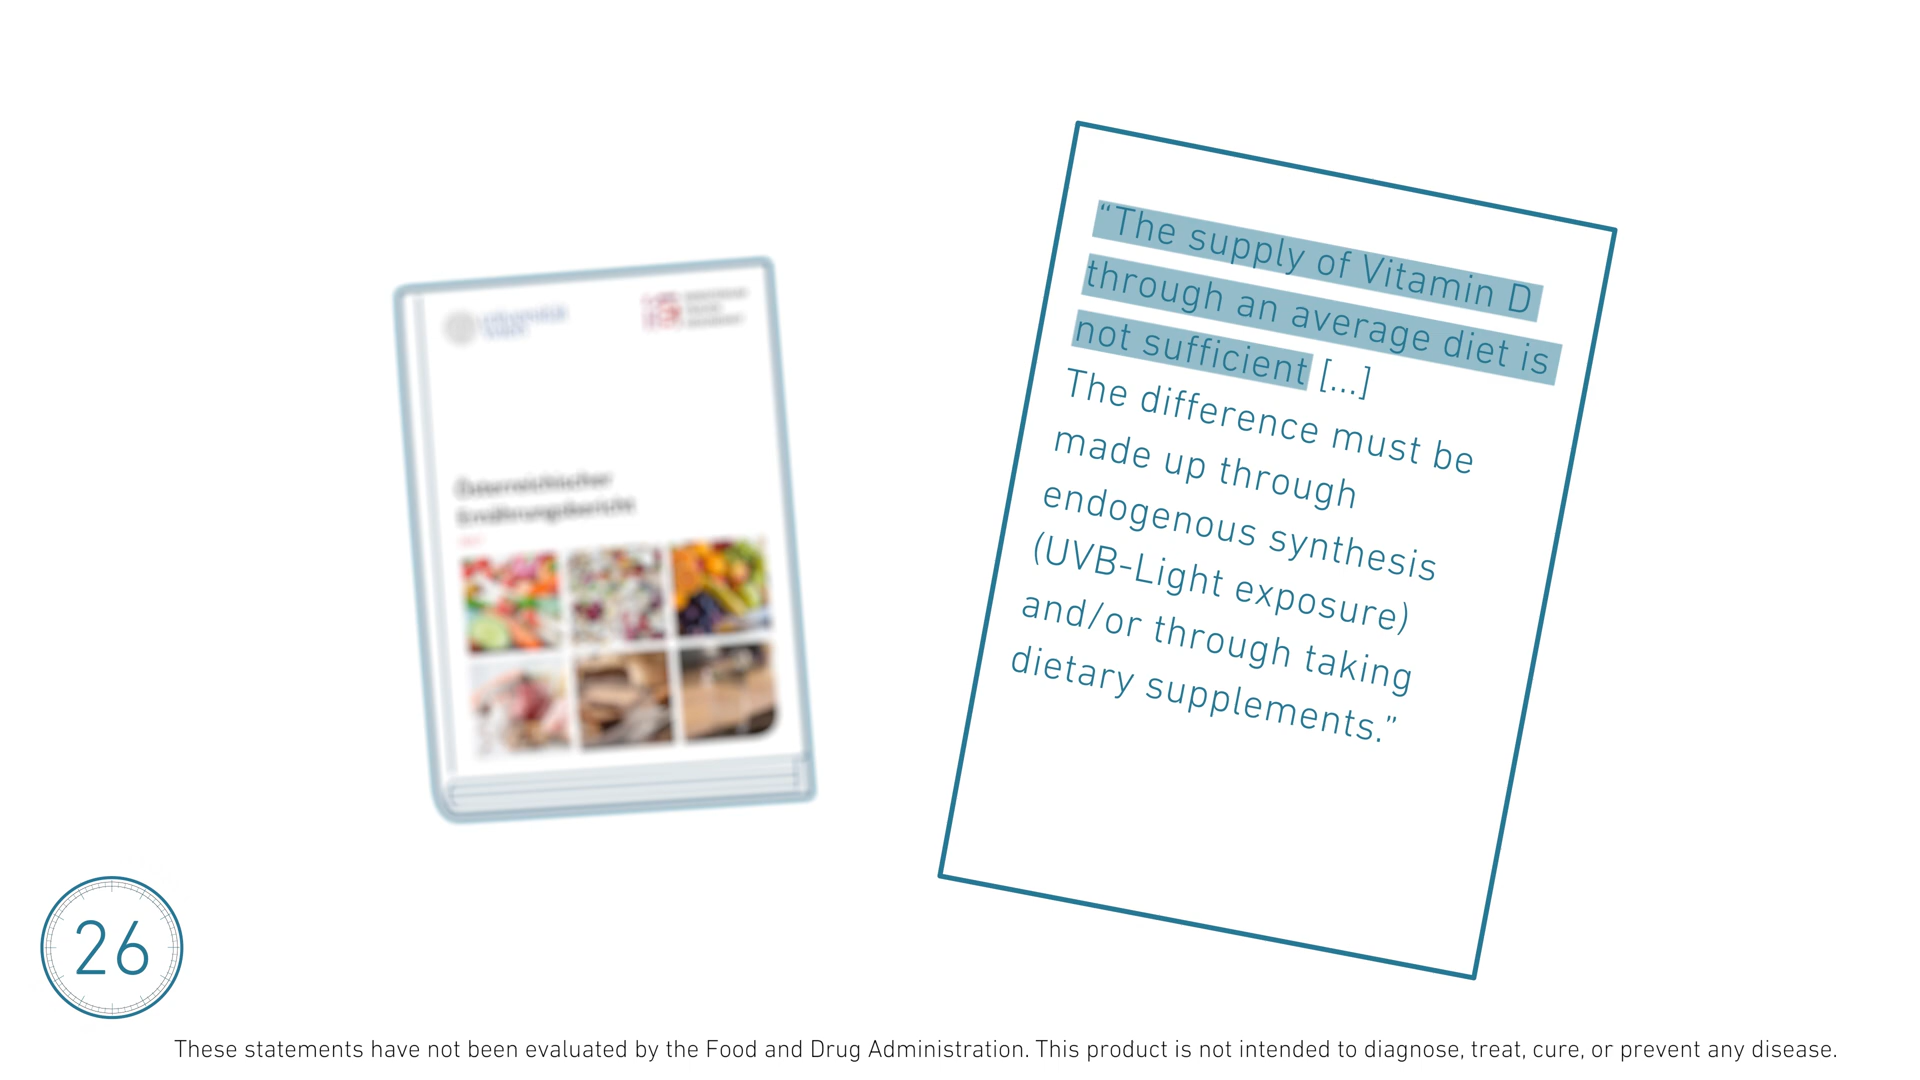 Österreichischer
Ernährungsbericht
“The supply of Vitamin D
through an average diet is
not sufficient [...]
The difference must be
made up through
endogenous synthesis
(UVB-Light exposure)
and/or through taking
dietary supplements.”
26
These statements have not been evaluated by the Food and Drug Administration. This product is not intended to diagnose, treat, cure, or prevent any disease.